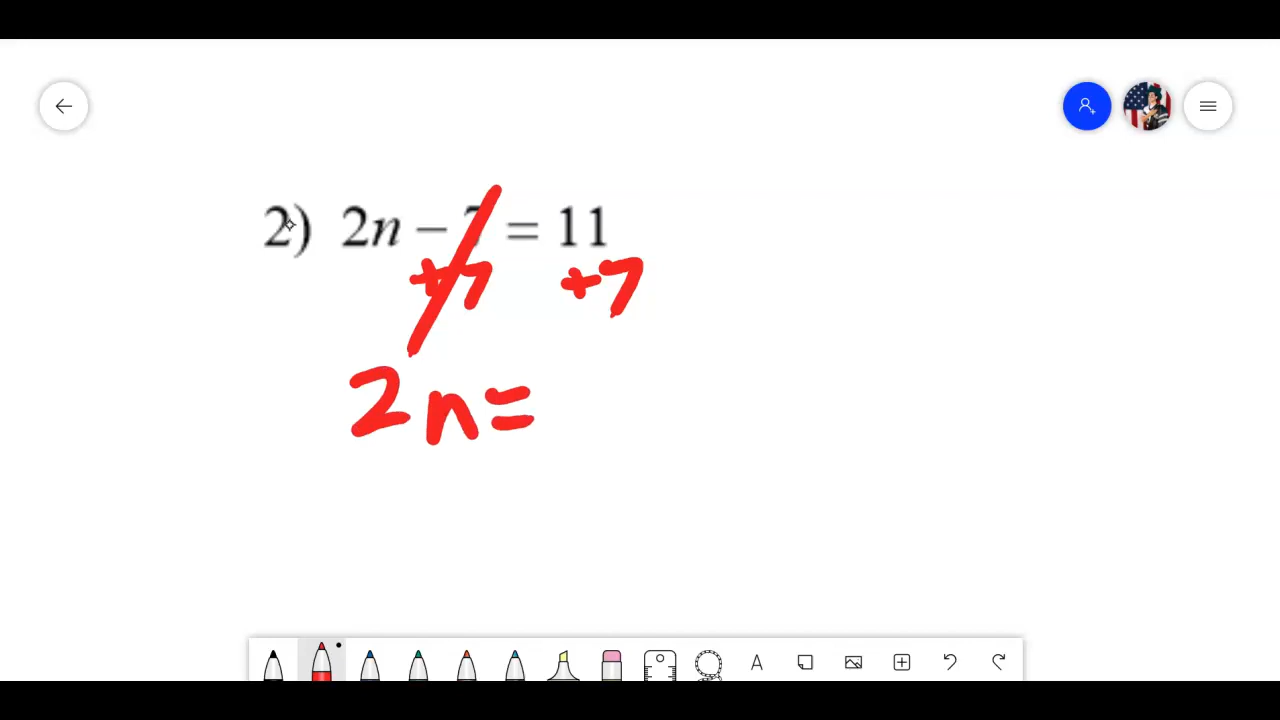 2) 2n − 7 = 11
+7 +7
2n=
A